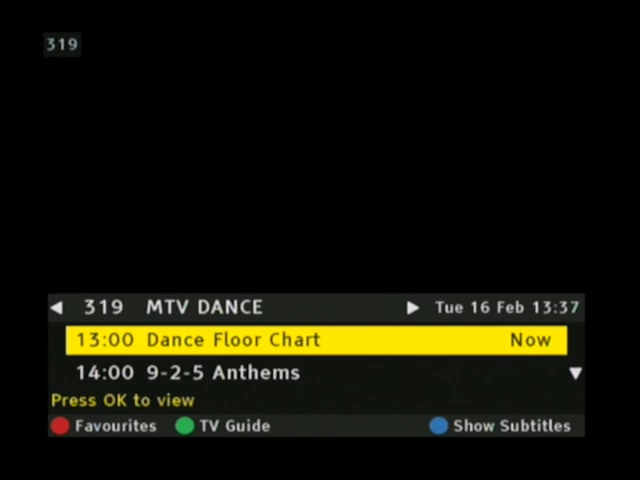 319
319 MTV DANCE Tue 16 Feb 13:37
13:00 Dance Floor Chart Now
14:00 9-2-5 Anthems
Press OK to view
Favourites TV Guide Show Subtitles